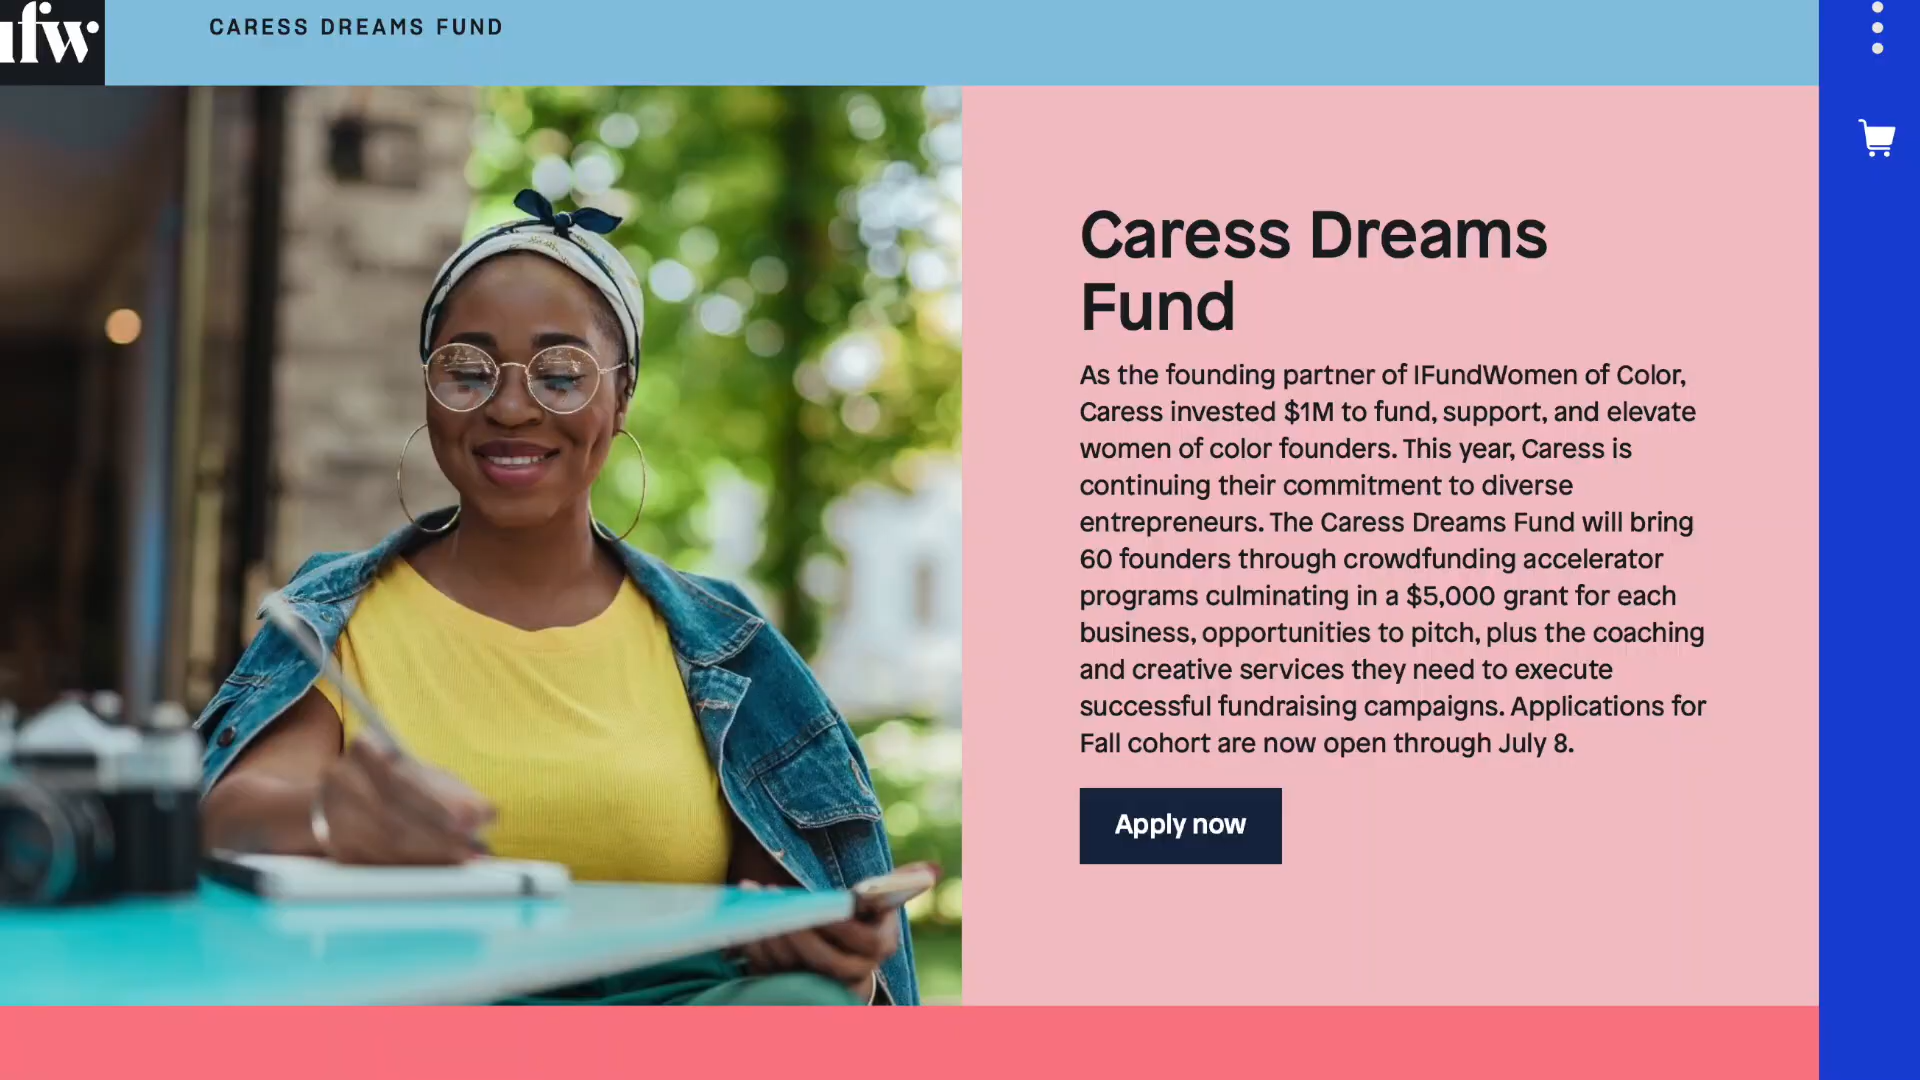 ifw
CARESS DREAMS FUND
Caress Dreams
Fund
As the founding partner of IFundWomen of Color,
Caress invested $1M to fund, support, and elevate
women of color founders. This year, Caress is
continuing their commitment to diverse
entrepreneurs. The Caress Dreams Fund will bring
60 founders through crowdfunding accelerator
programs culminating in a $5,000 grant for each
business, opportunities to pitch, plus the coaching
and creative services they need to execute
successful fundraising campaigns. Applications for
Fall cohort are now open through July 8.
Apply now